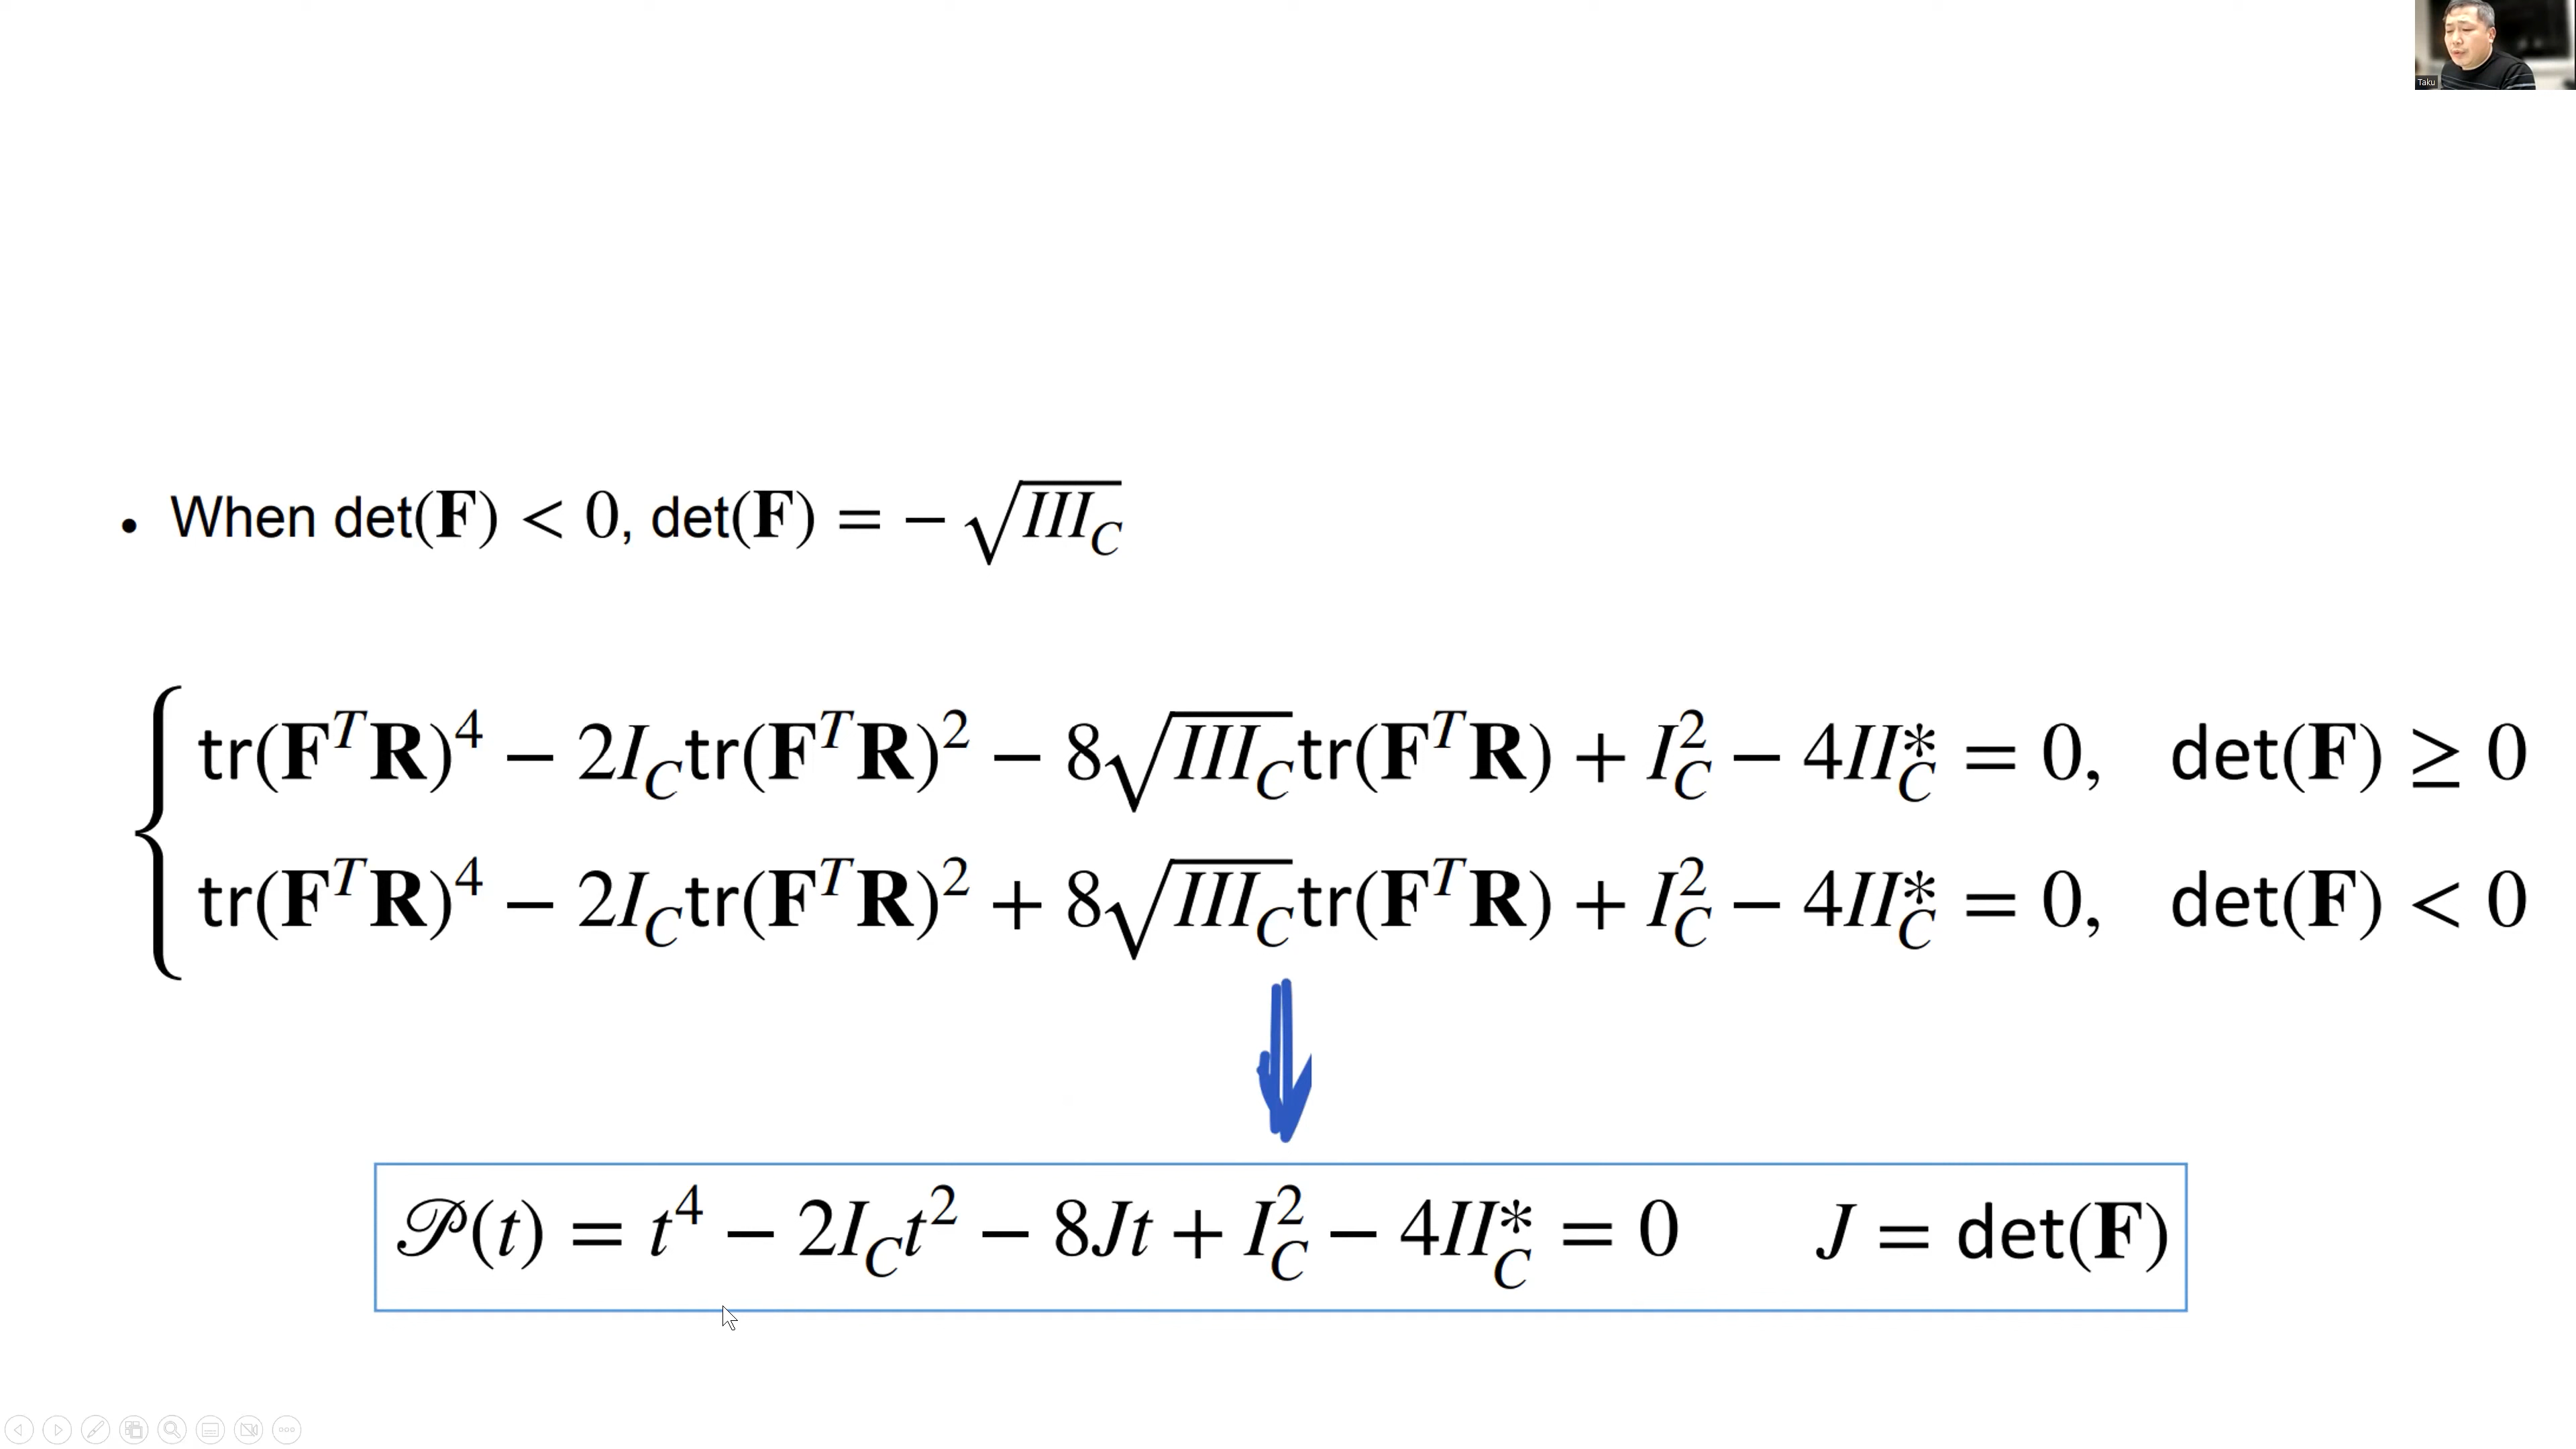 Taku
• When det(F) < 0, det(F) = − √III_C
tr(F^T R)^4 − 2I_C tr(F^T R)^2 − 8√III_C tr(F^T R) + I_C^2 − 4II_C^* = 0, det(F) ≥ 0
tr(F^T R)^4 − 2I_C tr(F^T R)^2 + 8√III_C tr(F^T R) + I_C^2 − 4II_C^* = 0, det(F) < 0
𝒫(t) = t^4 − 2I_C t^2 − 8Jt + I_C^2 − 4II_C^* = 0 J = det(F)